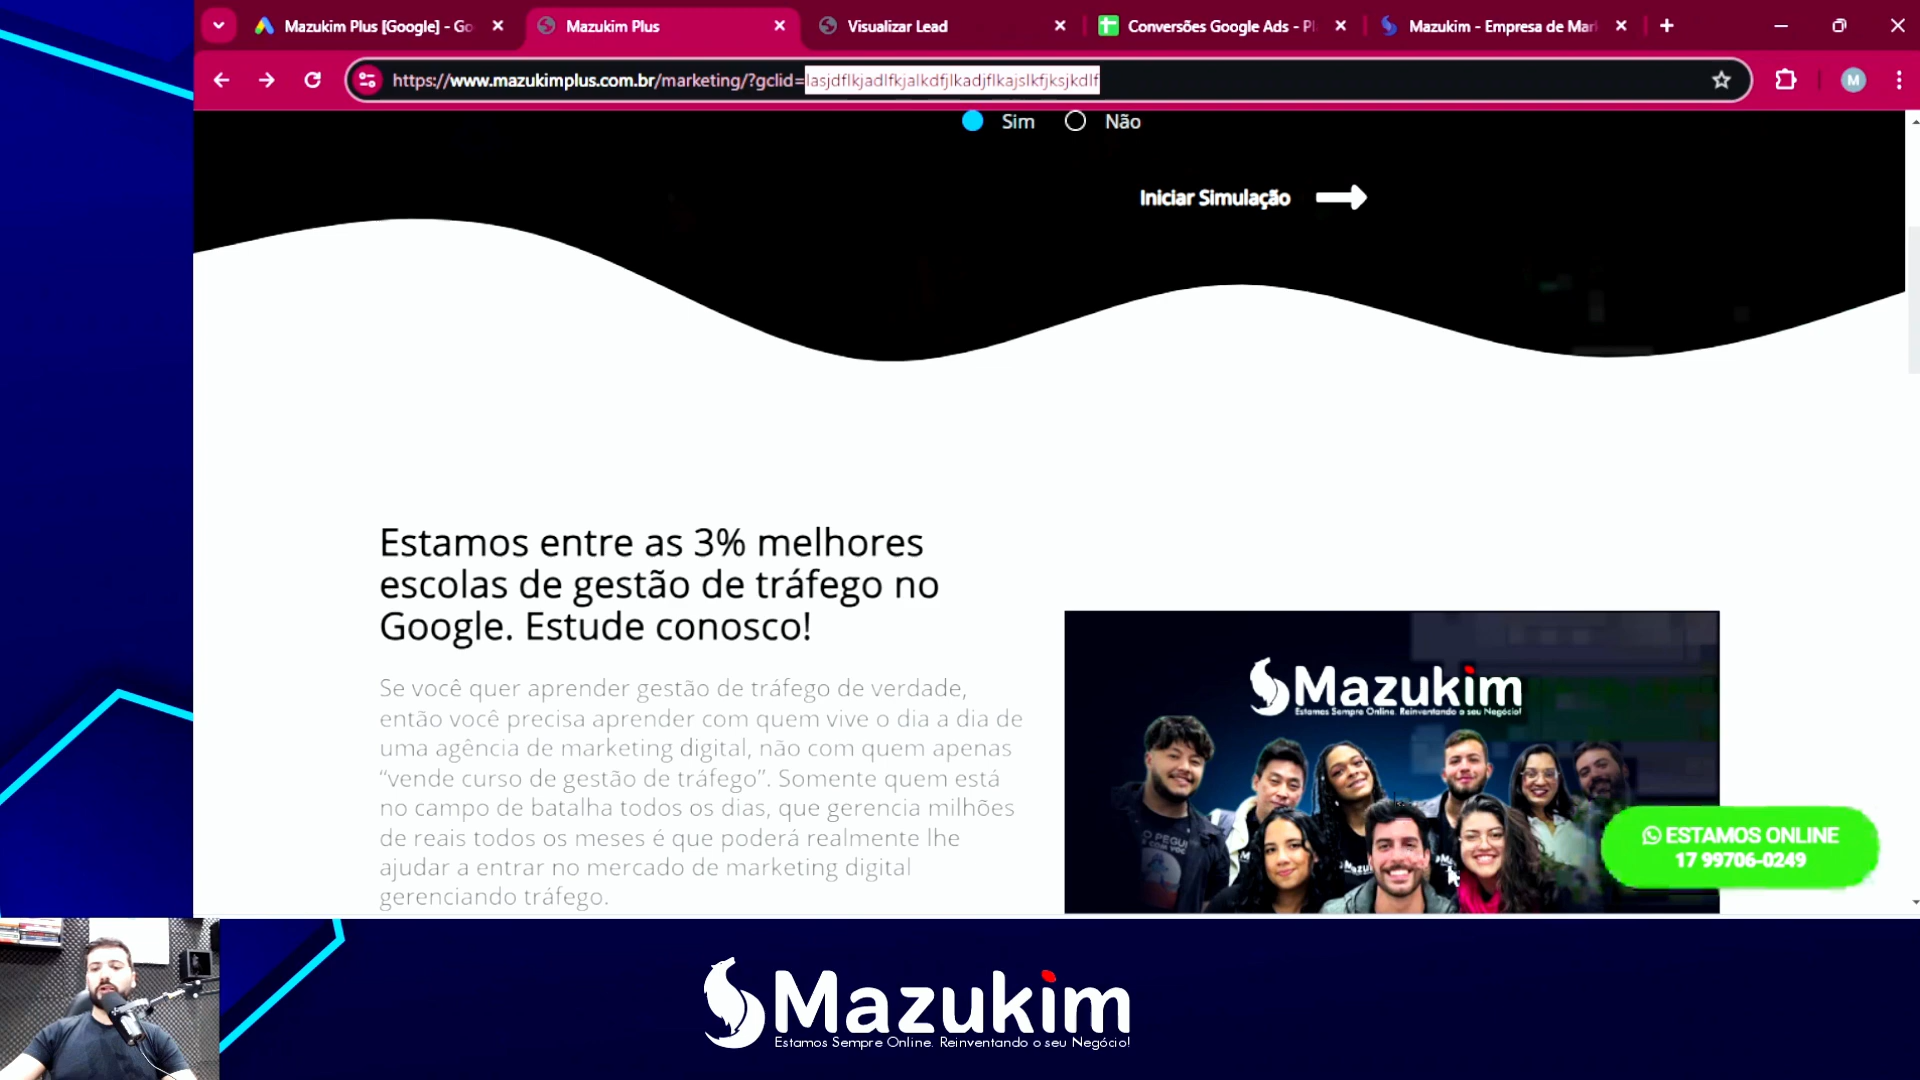 Mazukim Plus [Google] - Go
Mazukim Plus
Visualizar Lead
Conversões Google Ads - Pl
Mazukim - Empresa de Mar
https://www.mazukimplus.com.br/marketing/?gclid=lasjdflkjadlfkjalkdfjlkadjflkajslkfjksjkdlf
M
Sim
Não
Iniciar Simulação
Estamos entre as 3% melhores
escolas de gestão de tráfego no
Google. Estude conosco!
Se você quer aprender gestão de tráfego de verdade,
então você precisa aprender com quem vive o dia a dia de
uma agência de marketing digital, não com quem apenas
“vende curso de gestão de tráfego”. Somente quem está
no campo de batalha todos os dias, que gerencia milhões
de reais todos os meses é que poderá realmente lhe
ajudar a entrar no mercado de marketing digital
gerenciando tráfego.
Mazukim
Estamos Sempre Online. Reinventando o seu Negócio!
ESTAMOS ONLINE
17 99706-0249
Mazukim
Estamos Sempre Online. Reinventando o seu Negócio!